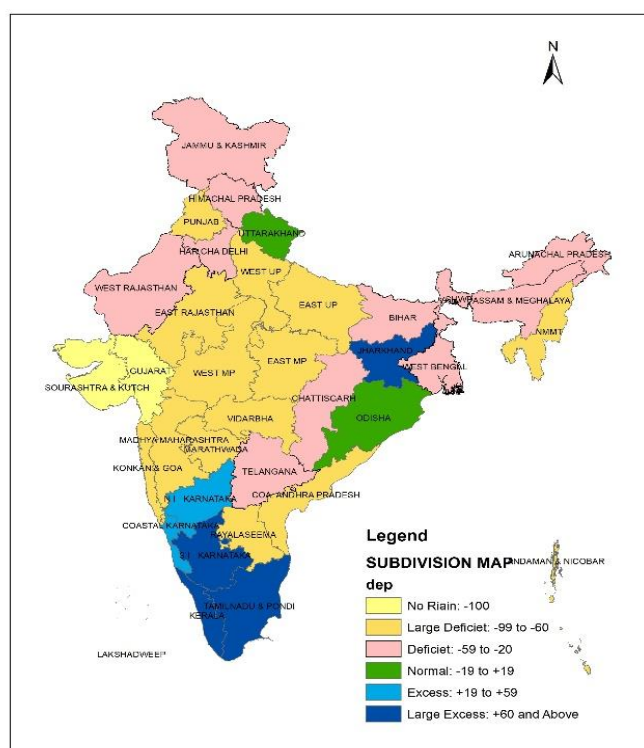 N
JAMMU & KASHMIR
HIMACHAL PRADESH
PUNJAB
UTTARAKHAND
HAR.CHA DELHI
WEST UP
ARUNACHAL PRADESH
WEST RAJASTHAN
EAST RAJASTHAN
EAST UP
BIHAR
ASSAM & MEGHALAYA
NMMT
JHARKHAND
GUJARAT
WEST MP
EAST MP
WEST BENGAL
SOURASHTRA & KUTCH
CHATTISGARH
VIDARBHA
ODISHA
MADHYA MAHARASHTRA
MARATHWADA
KONKAN & GOA
TELANGANA
N.I. KARNATAKA
COA. ANDHRA PRADESH
COASTAL KARNATAKA
RAYALASEEMA
S.I. KARNATAKA
TAMILNADU & PONDI
KERALA
LAKSHADWEEP
Legend
SUBDIVISION MAP
NDAMAN & NICOBAR
dep
No Riain: -100
Large Deficiet: -99 to -60
Deficiet: -59 to -20
Normal: -19 to +19
Excess: +19 to +59
Large Excess: +60 and Above